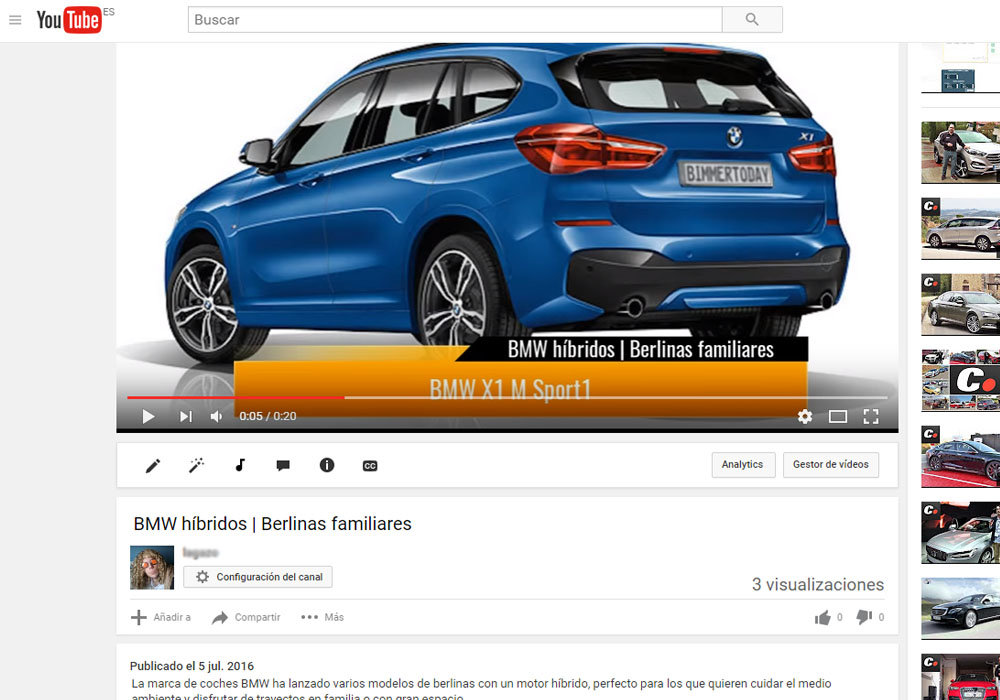 YouTube ES
Buscar
X1
BIMMERTODAY
BMW híbridos | Berlinas familiares
BMW X1 M Sport1
0:05 / 0:20
CC
Analytics
Gestor de vídeos
BMW híbridos | Berlinas familiares
Configuración del canal
3 visualizaciones
Añadir a
Compartir
Más
0
0
Publicado el 5 jul. 2016
La marca de coches BMW ha lanzado varios modelos de berlinas con un motor híbrido, perfecto para los que quieren cuidar el medio
ambiente y disfrutar de trayectos en familia o con gran espacio.
C.
C.
C.
C.
C.
C.
C.